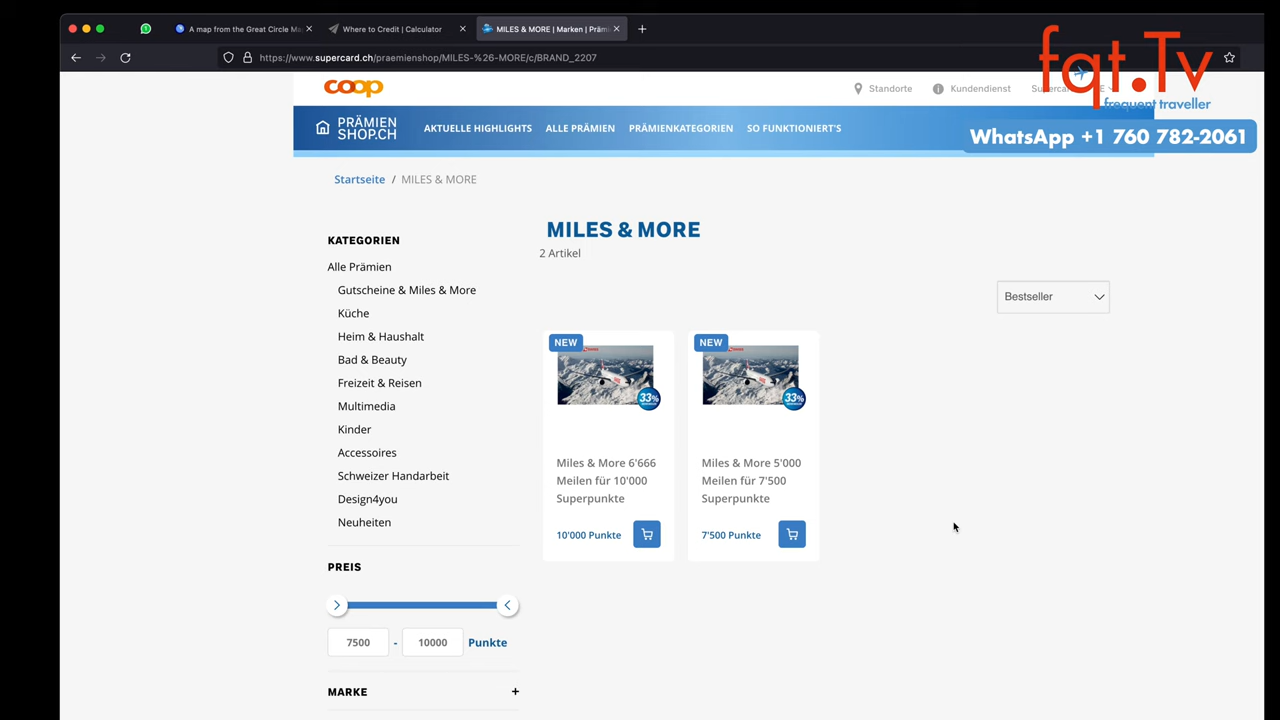 A map from the Great Circle Ma
Where to Credit | Calculator
MILES & MORE | Marken | Prämi
https://www.supercard.ch/praemienshop/MILES-%26-MORE/c/BRAND_2207
fqt.Tv
frequent traveller
WhatsApp +1 760 782-2061
coop
Standorte
Kundendienst
PRÄMIEN
SHOP.CH
AKTUELLE HIGHLIGHTS
ALLE PRÄMIEN
PRÄMIENKATEGORIEN
SO FUNKTIONIERT'S
Startseite / MILES & MORE
MILES & MORE
2 Artikel
Bestseller
KATEGORIEN
Alle Prämien
Gutscheine & Miles & More
Küche
Heim & Haushalt
Bad & Beauty
Freizeit & Reisen
Multimedia
Kinder
Accessoires
Schweizer Handarbeit
Design4you
Neuheiten
PREIS
7500 - 10000 Punkte
MARKE +
NEW
33%
Miles & More 6'666
Meilen für 10'000
Superpunkte
10'000 Punkte
NEW
33%
Miles & More 5'000
Meilen für 7'500
Superpunkte
7'500 Punkte